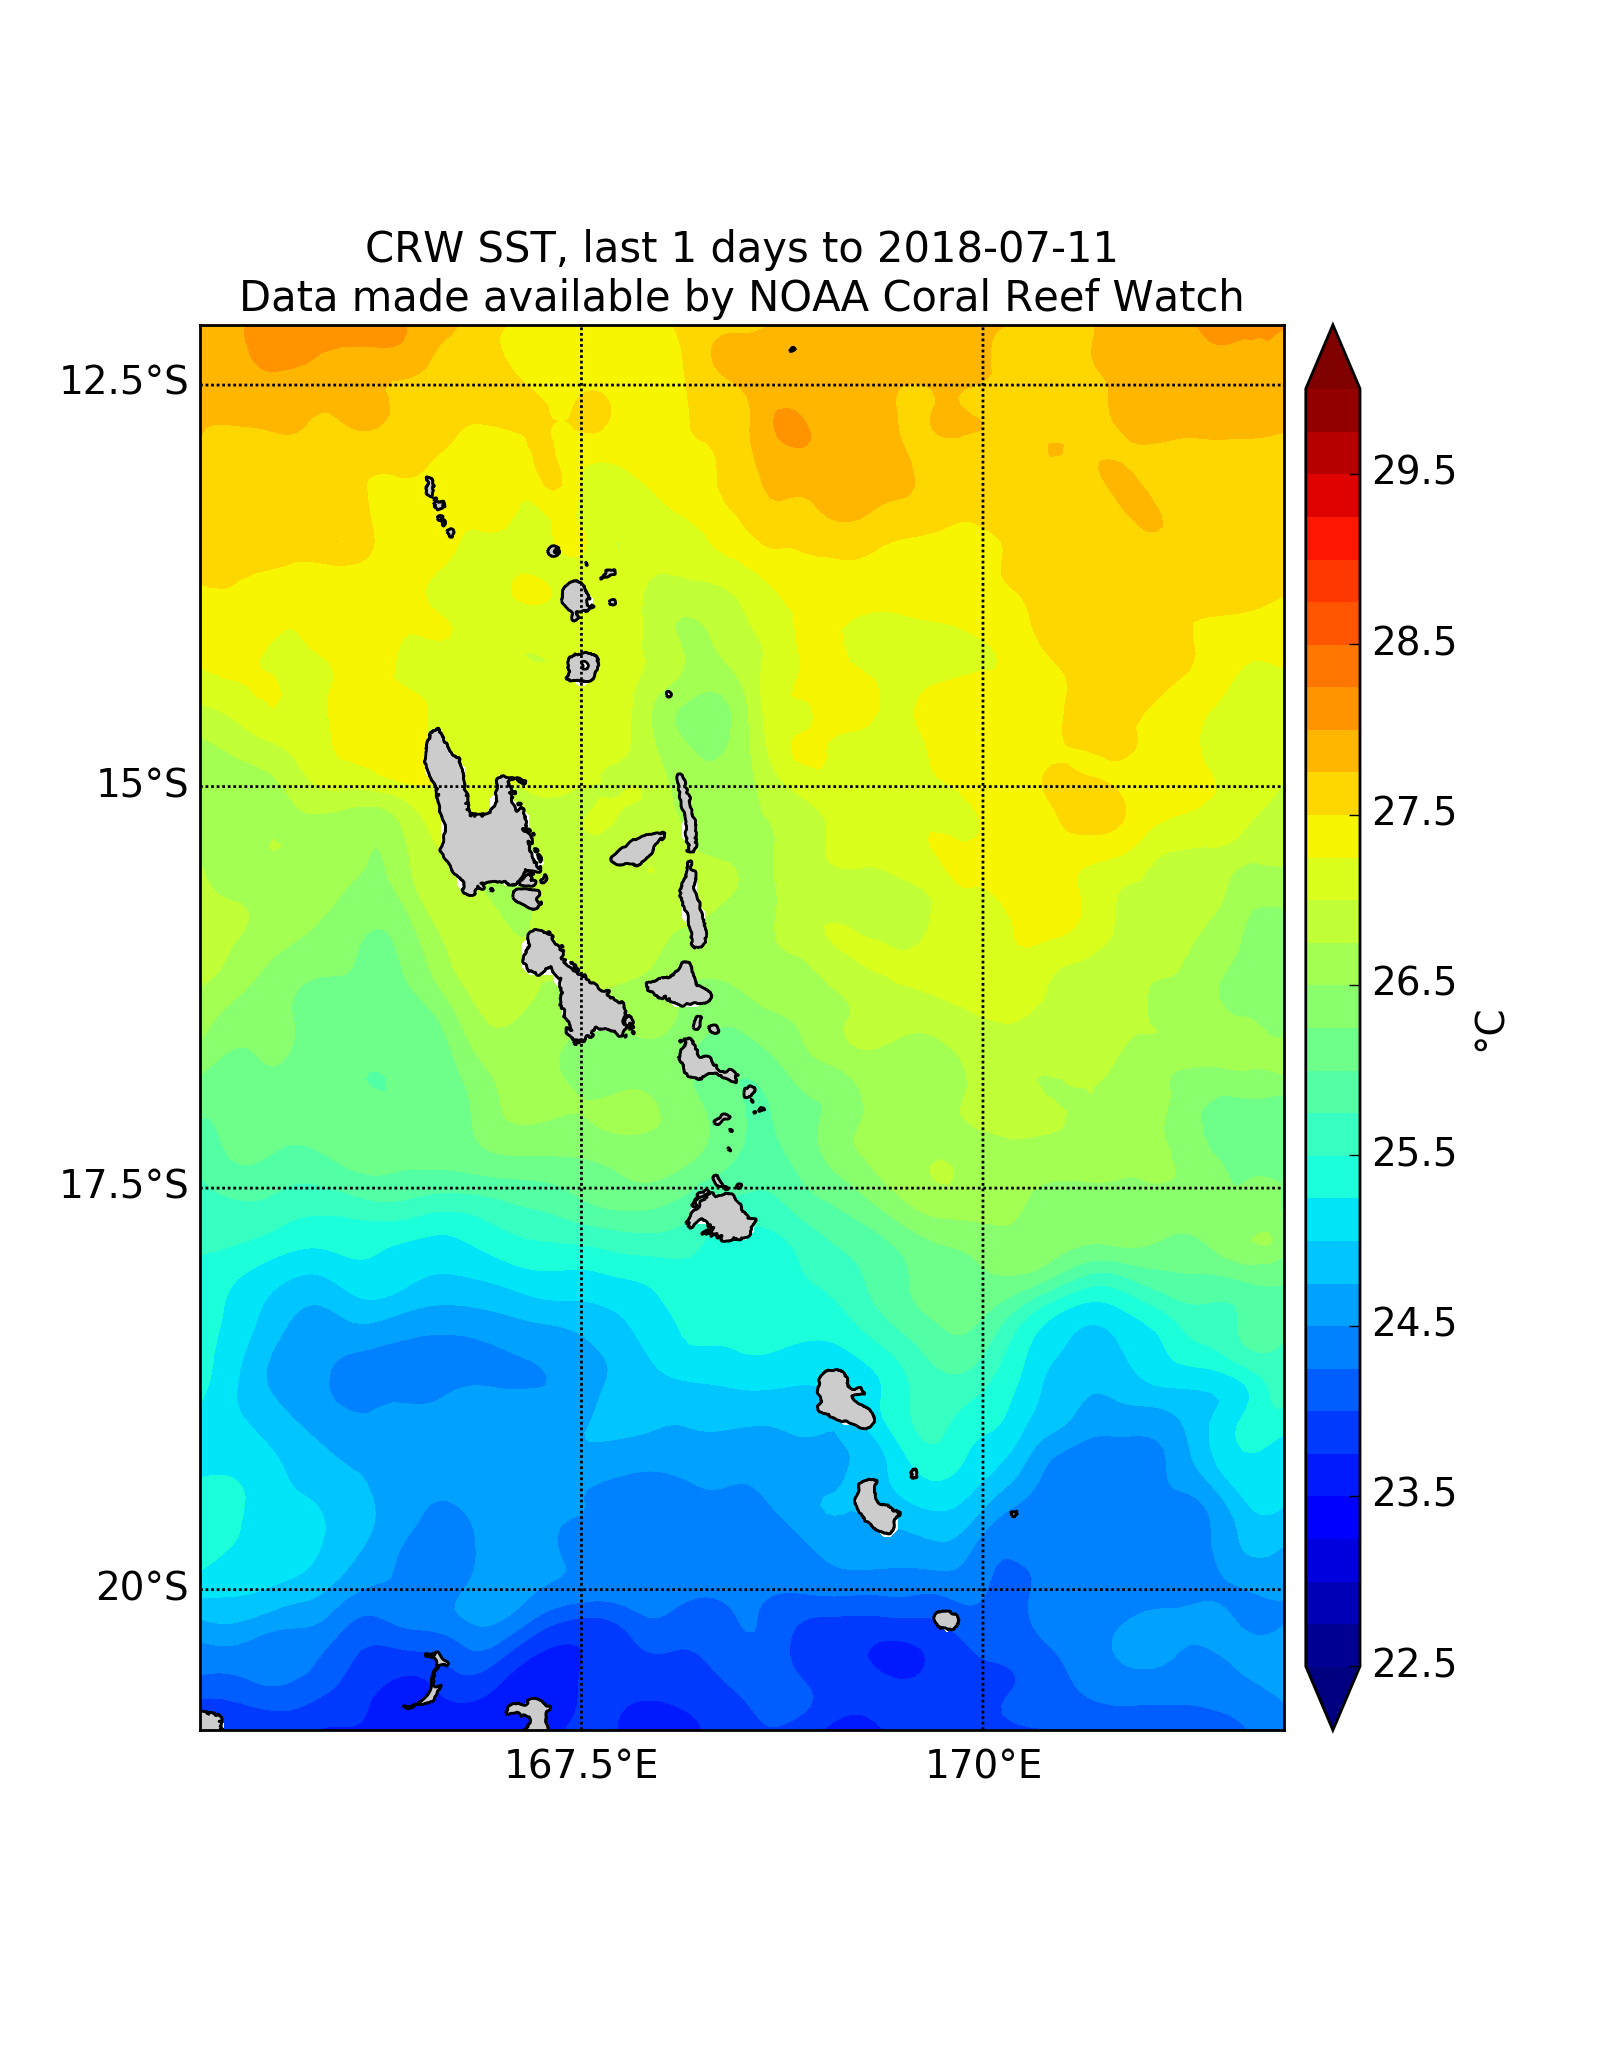 CRW SST, last 1 days to 2018-07-11
Data made available by NOAA Coral Reef Watch
12.5°S
15°S
17.5°S
20°S
167.5°E
170°E
29.5
28.5
27.5
26.5
25.5
24.5
23.5
22.5
°C